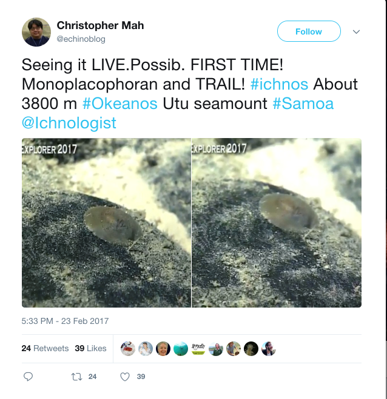 Christopher Mah
@echinoblog
Follow
Seeing it LIVE.Possib. FIRST TIME!
Monoplacophoran and TRAIL! #ichnos About
3800 m #Okeanos Utu seamount #Samoa
@Ichnologist
EXPLORER 2017
XPLORER 2017
5:33 PM - 23 Feb 2017
24 Retweets 39 Likes
24
39